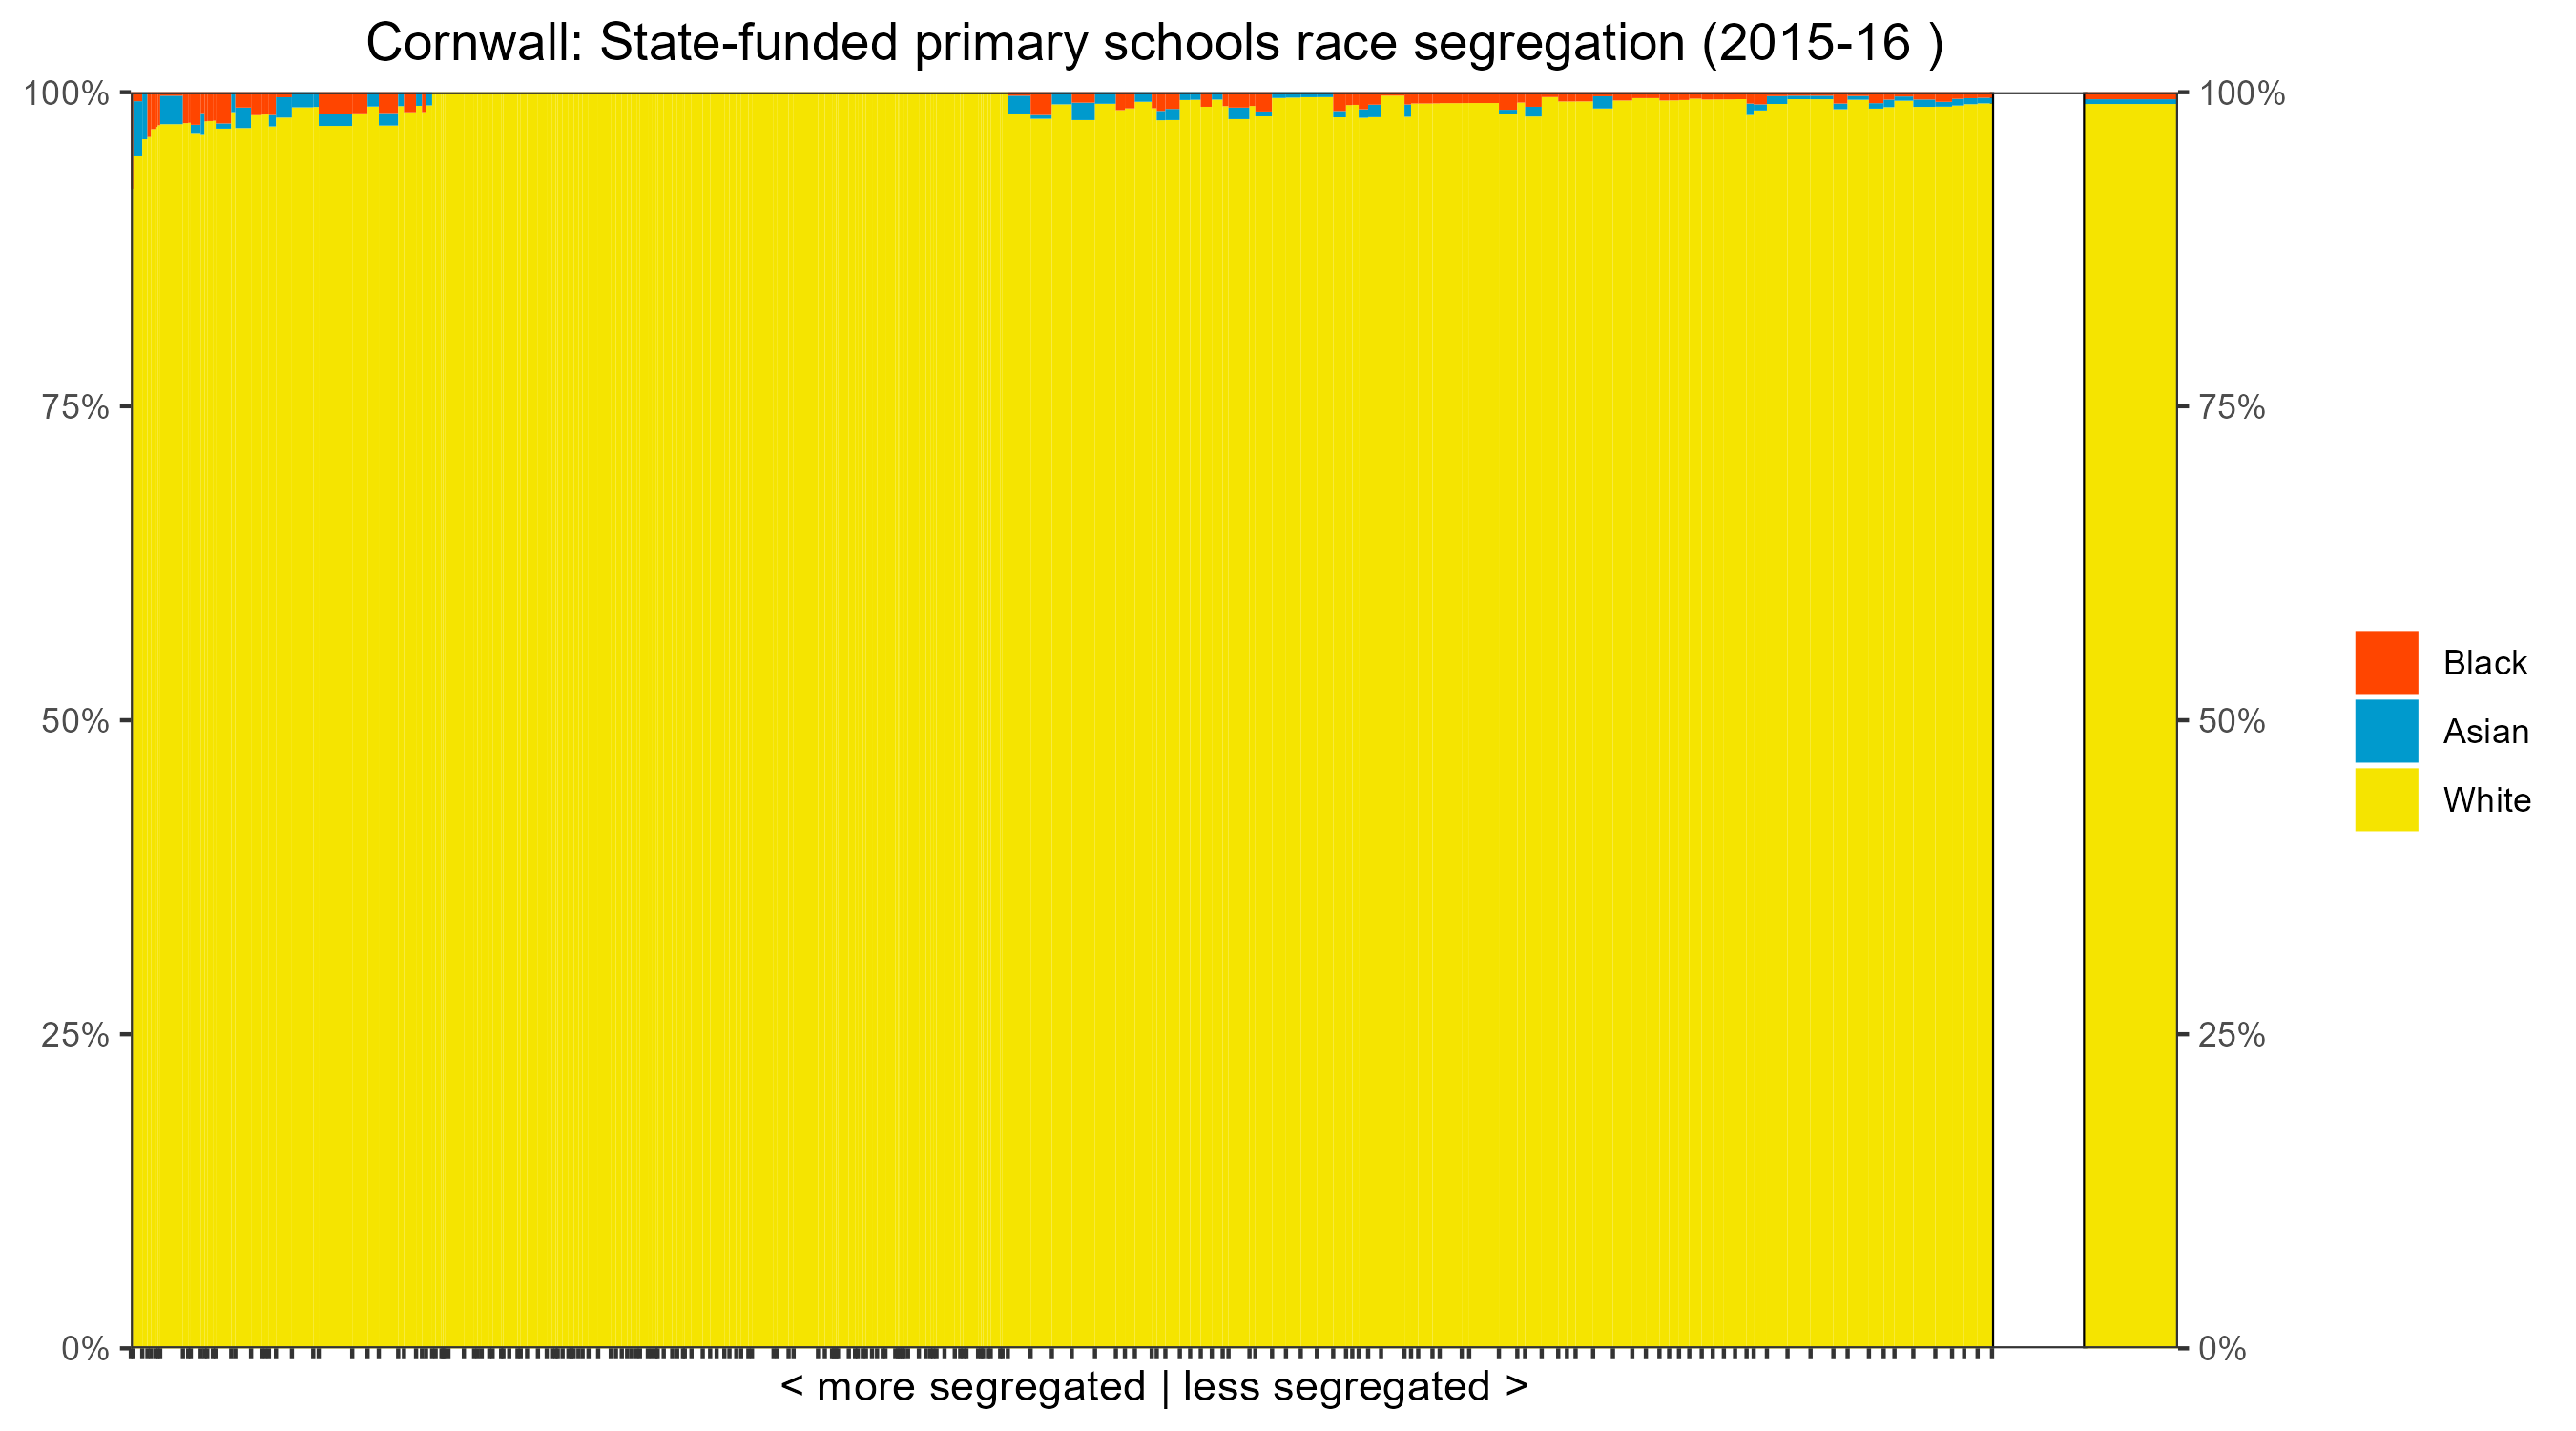 Cornwall: State-funded primary schools race segregation (2015-16 )
100%
75%
50%
25%
0%
100%
75%
50%
25%
0%
Black
Asian
White
< more segregated | less segregated >